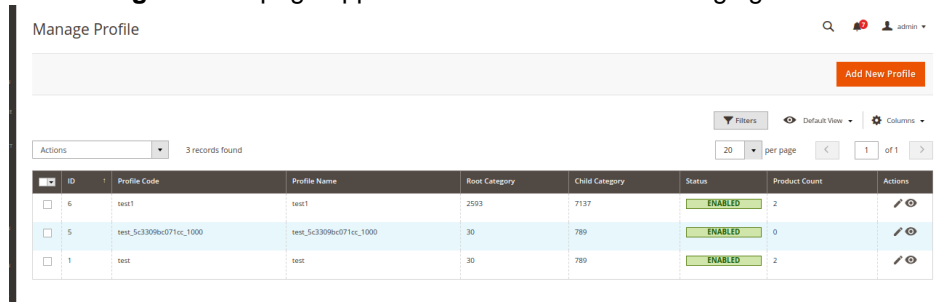 Manage Profile
7
admin
Add New Profile
Filters
Default View
Columns
Actions
3 records found
20
per page
1
of 1
ID ↑ Profile Code Profile Name Root Category Child Category Status Product Count Actions
6 test1 test1 2593 7137 ENABLED 2
5 test_5c3309bc071cc_1000 test_5c3309bc071cc_1000 30 789 ENABLED 0
1 test test 30 789 ENABLED 2